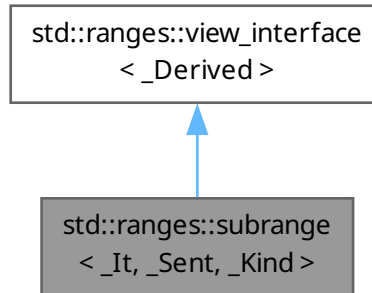 std::ranges::view_interface
< _Derived >
std::ranges::subrange
< _It, _Sent, _Kind >